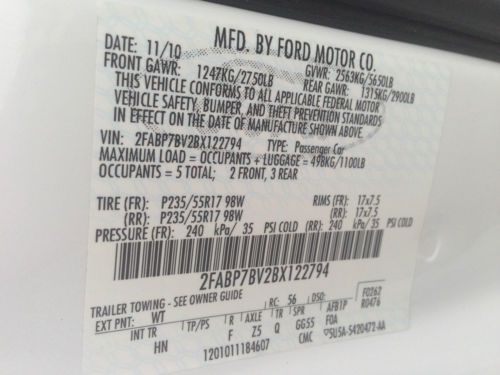 MFD. BY FORD MOTOR CO.
DATE: 11/10 GVWR: 2563KG/5650LB
FRONT GAWR: 1247KG/2750LB REAR GAWR: 1315KG/2900LB
THIS VEHICLE CONFORMS TO ALL APPLICABLE FEDERAL MOTOR
VEHICLE SAFETY, BUMPER, AND THEFT PREVENTION STANDARDS
IN EFFECT ON THE DATE OF MANUFACTURE SHOWN ABOVE.
VIN: 2FABP7BV2BX122794 TYPE: Passenger Car
MAXIMUM LOAD = OCCUPANTS + LUGGAGE = 498KG/1100LB
OCCUPANTS = 5 TOTAL; 2 FRONT, 3 REAR
TIRE (FR): P235/55R17 98W RIMS (FR): 17x7.5
(RR): P235/55R17 98W (RR): 17x7.5
PRESSURE (FR): 240 kPa/ 35 PSI COLD (RR): 240 kPa/ 35 PSI COLD
2FABP7BV2BX122794
TRAILER TOWING - SEE OWNER GUIDE RC: 56 DSO: F0262
EXT PNT: WT AFB1P R0476
INT TR TP/PS R AXLE TR SPR F0A
HN F Z5 Q GG55 CMC 5U5A-S420472-AA
1201011184607